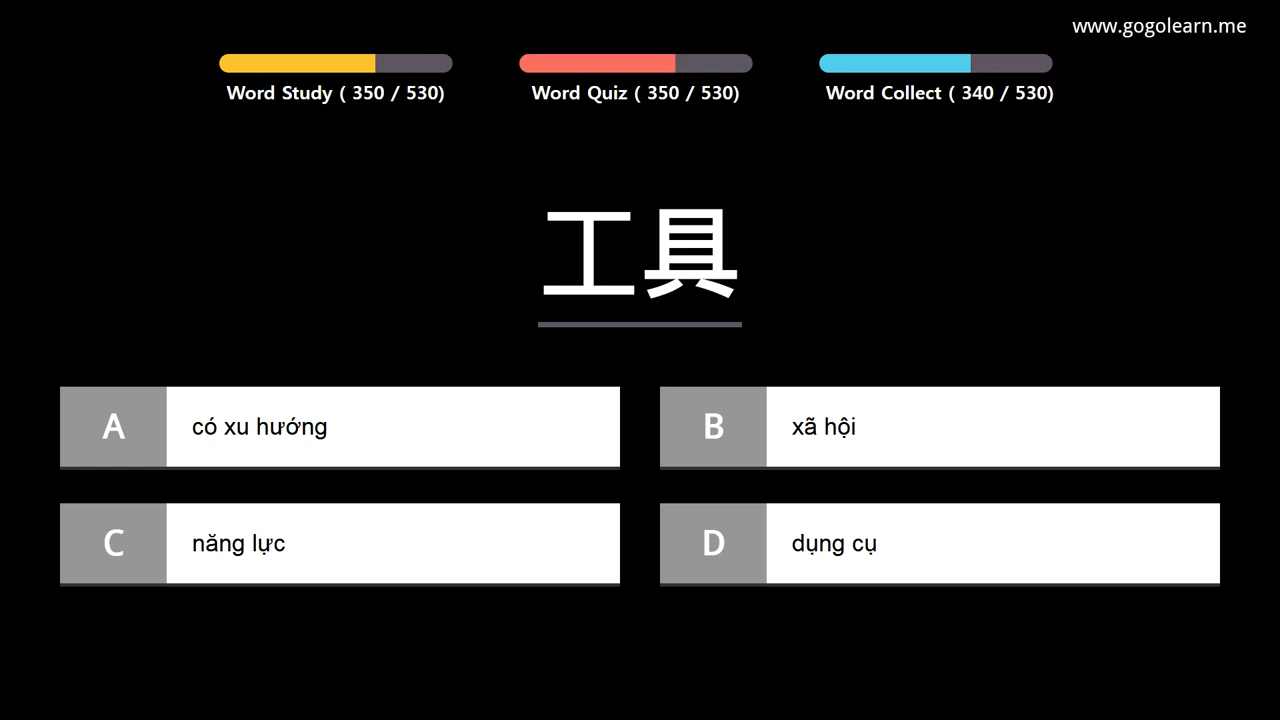 www.gogolearn.me
Word Study ( 350 / 530)
Word Quiz ( 350 / 530)
Word Collect ( 340 / 530)
工具
A
có xu hướng
B
xã hội
C
năng lực
D
dụng cụ